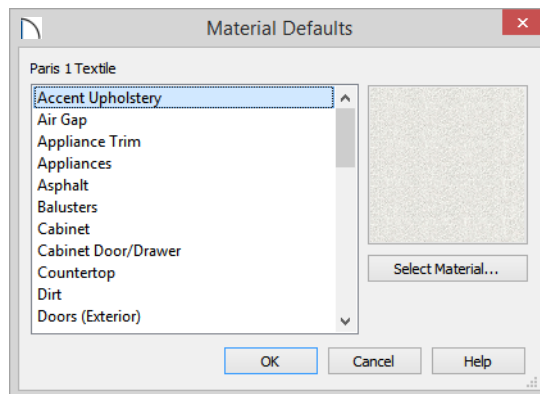 Material Defaults
Paris 1 Textile
Accent Upholstery
Air Gap
Appliance Trim
Appliances
Asphalt
Balusters
Cabinet
Cabinet Door/Drawer
Countertop
Dirt
Doors (Exterior)
Select Material...
OK
Cancel
Help